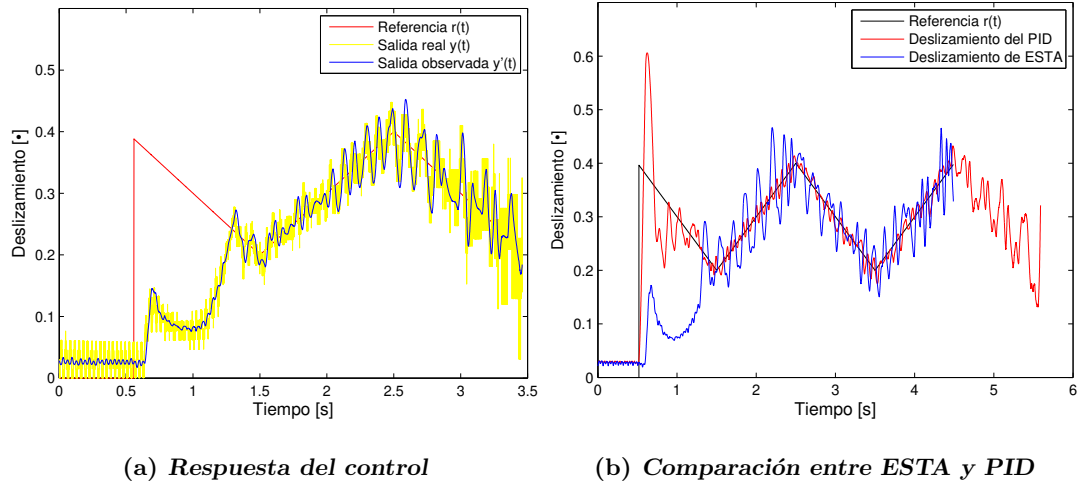 Referencia r(t)
Salida real y(t)
Salida observada y'(t)
0.5
0.4
0.3
0.2
0.1
0
Deslizamiento [•]
0
0.5
1
1.5
2
2.5
3
3.5
Tiempo [s]
(a) Respuesta del control
Referencia r(t)
Deslizamiento del PID
Deslizamiento de ESTA
0.6
0.5
0.4
0.3
0.2
0.1
0
Deslizamiento [•]
0
1
2
3
4
5
6
Tiempo [s]
(b) Comparación entre ESTA y PID